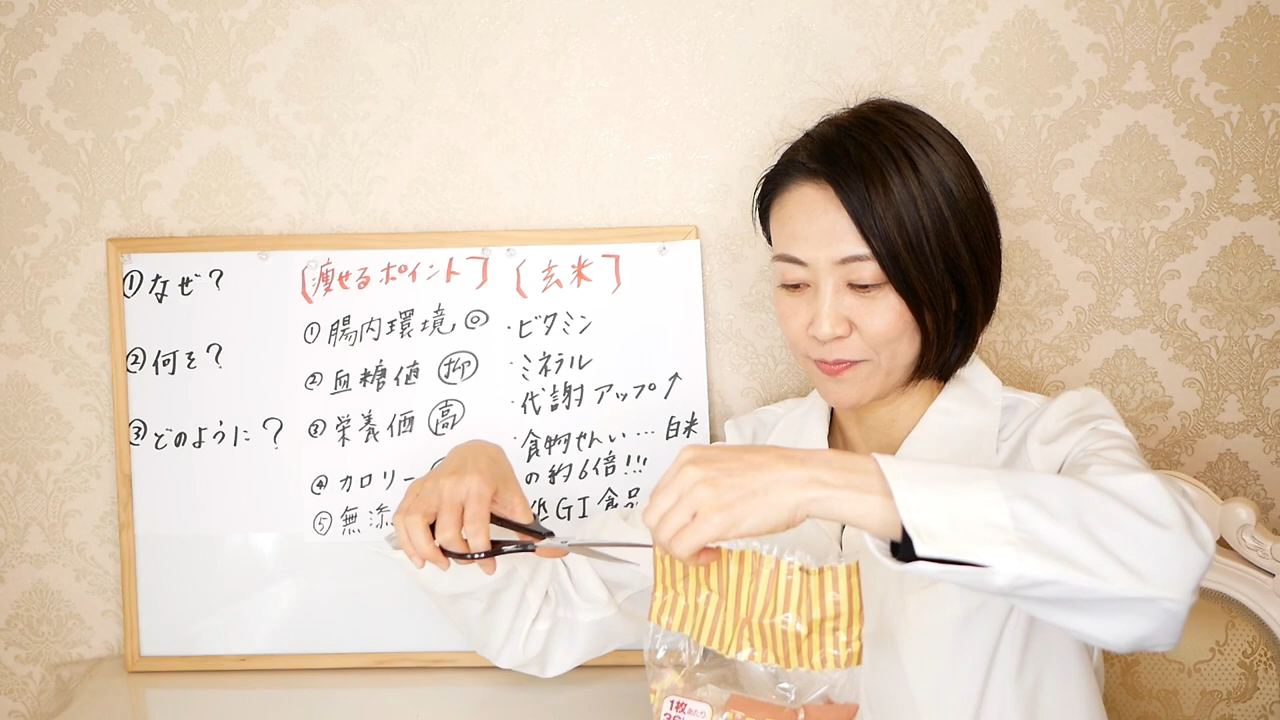 ①なぜ?
②何を?
③どのように?
[痩せるポイント]
①腸内環境◎
②血糖値 抑
③栄養価 高
④カロリー
⑤無添
[玄米]
・ビタミン
・ミネラル
代謝アップ↑
・食物せんい…白米
の約6倍!!!
低GI食品
1枚あたり